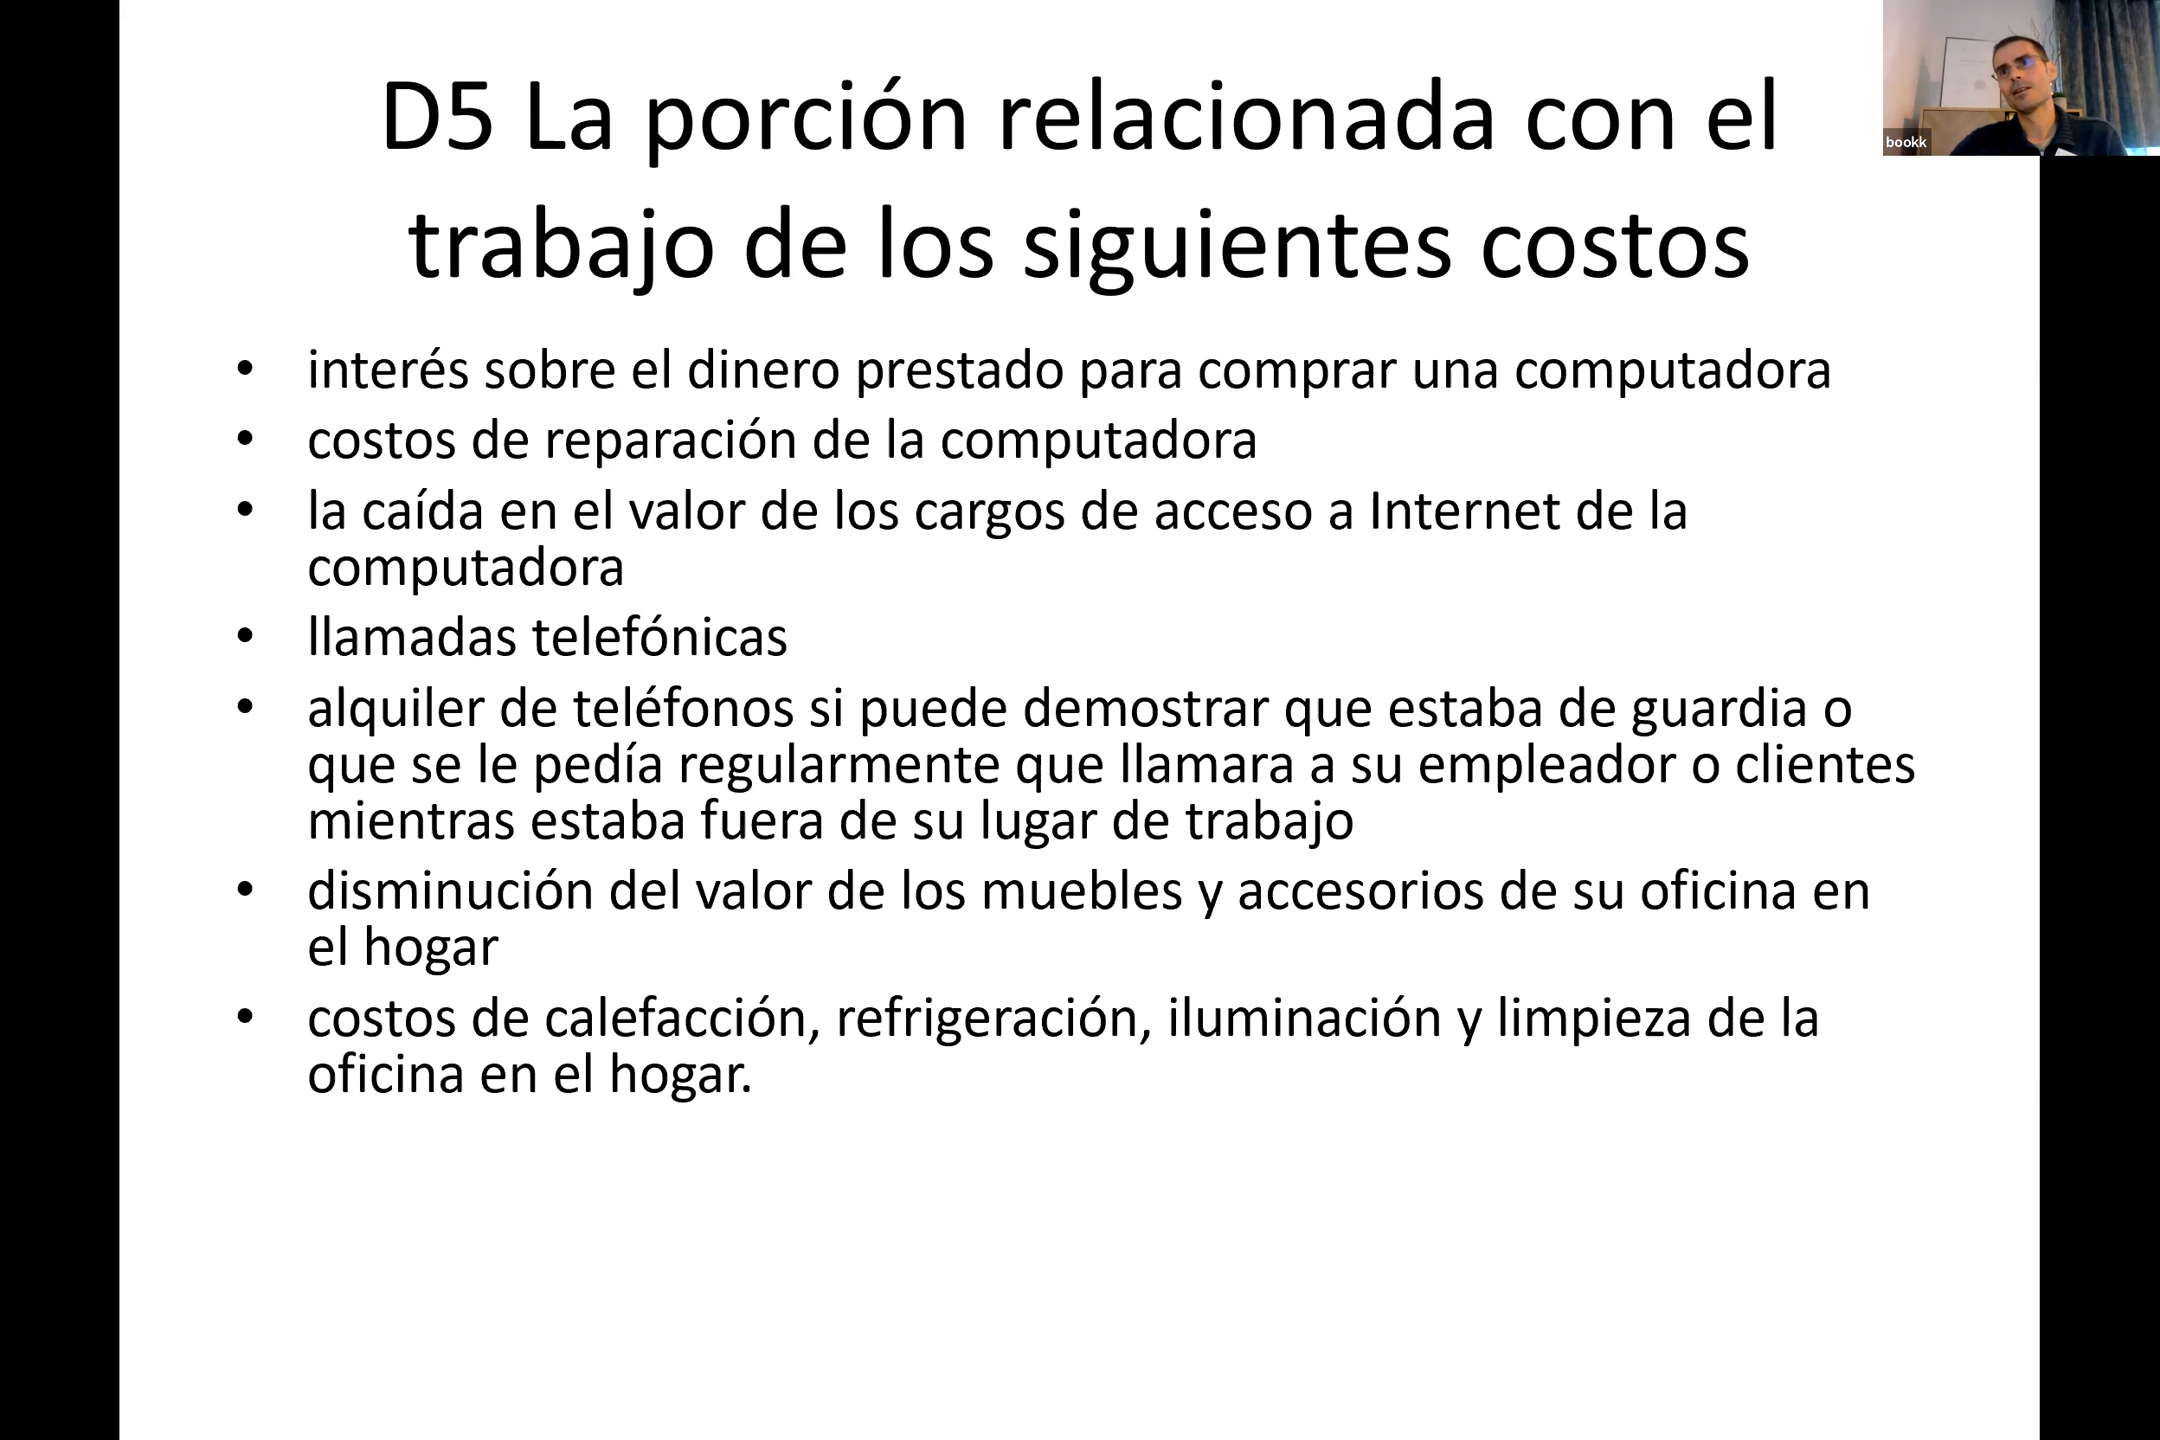 D5 La porción relacionada con el
trabajo de los siguientes costos
bookk
• interés sobre el dinero prestado para comprar una computadora
• costos de reparación de la computadora
• la caída en el valor de los cargos de acceso a Internet de la
computadora
• llamadas telefónicas
• alquiler de teléfonos si puede demostrar que estaba de guardia o
que se le pedía regularmente que llamara a su empleador o clientes
mientras estaba fuera de su lugar de trabajo
• disminución del valor de los muebles y accesorios de su oficina en
el hogar
• costos de calefacción, refrigeración, iluminación y limpieza de la
oficina en el hogar.